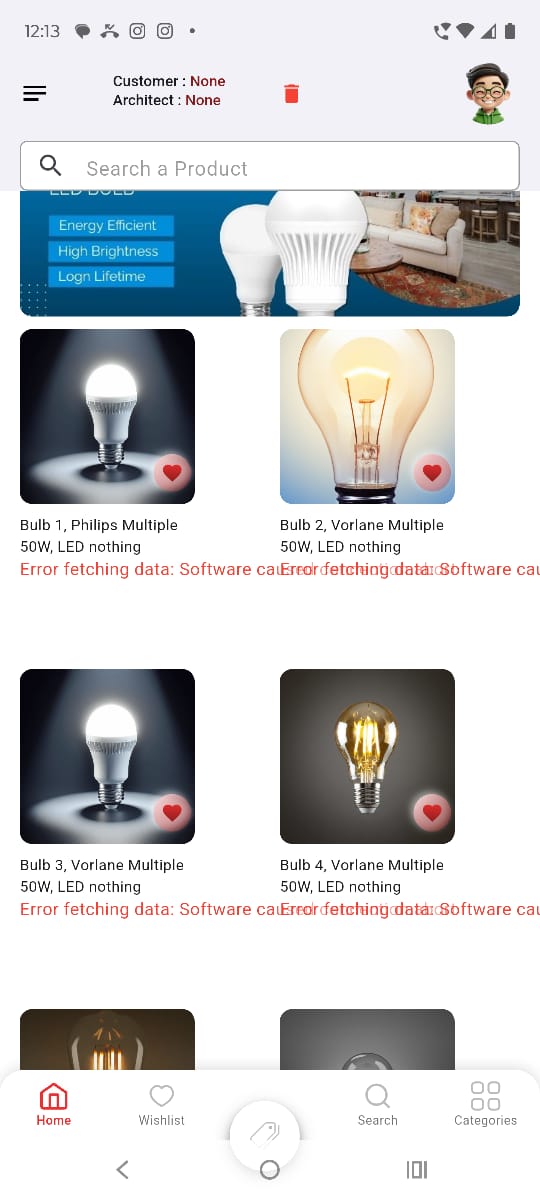 12:13
Customer : None
Architect : None
Search a Product
LED BULB
Energy Efficient
High Brightness
Logn Lifetime
Bulb 1, Philips Multiple
50W, LED nothing
Error fetching data: Software cau
Bulb 2, Vorlane Multiple
50W, LED nothing
Error fetching data: Software cau
Bulb 3, Vorlane Multiple
50W, LED nothing
Error fetching data: Software cau
Bulb 4, Vorlane Multiple
50W, LED nothing
Error fetching data: Software cau
Home
Wishlist
Search
Categories